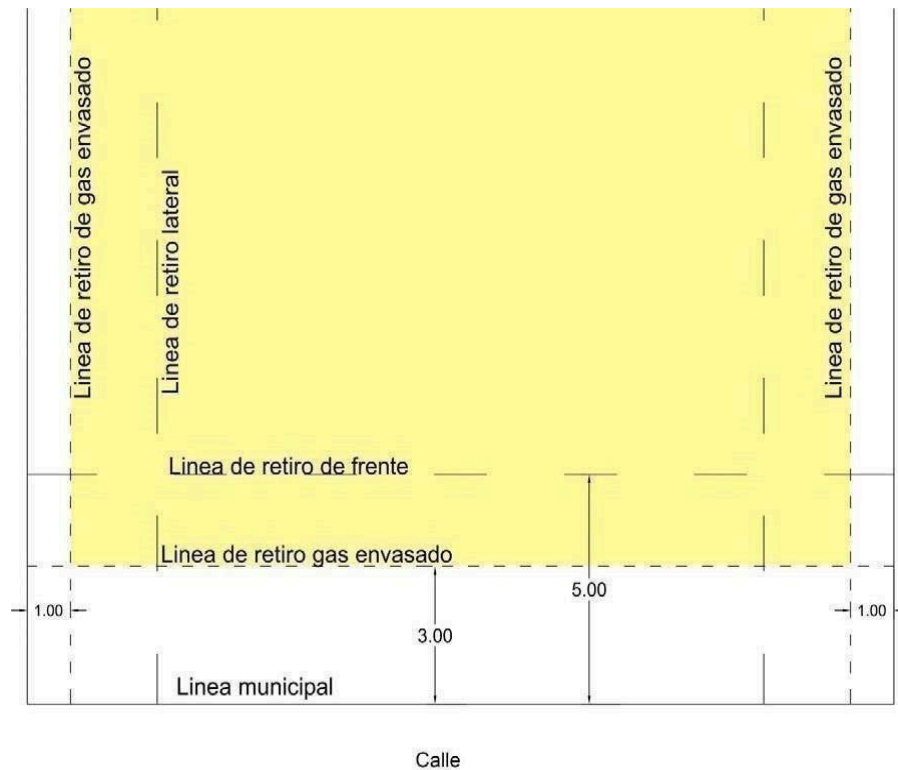 Linea de retiro de gas envasado
Linea de retiro lateral
Linea de retiro de gas envasado
Linea de retiro de frente
Linea de retiro gas envasado
5.00
1.00
1.00
3.00
Linea municipal
Calle